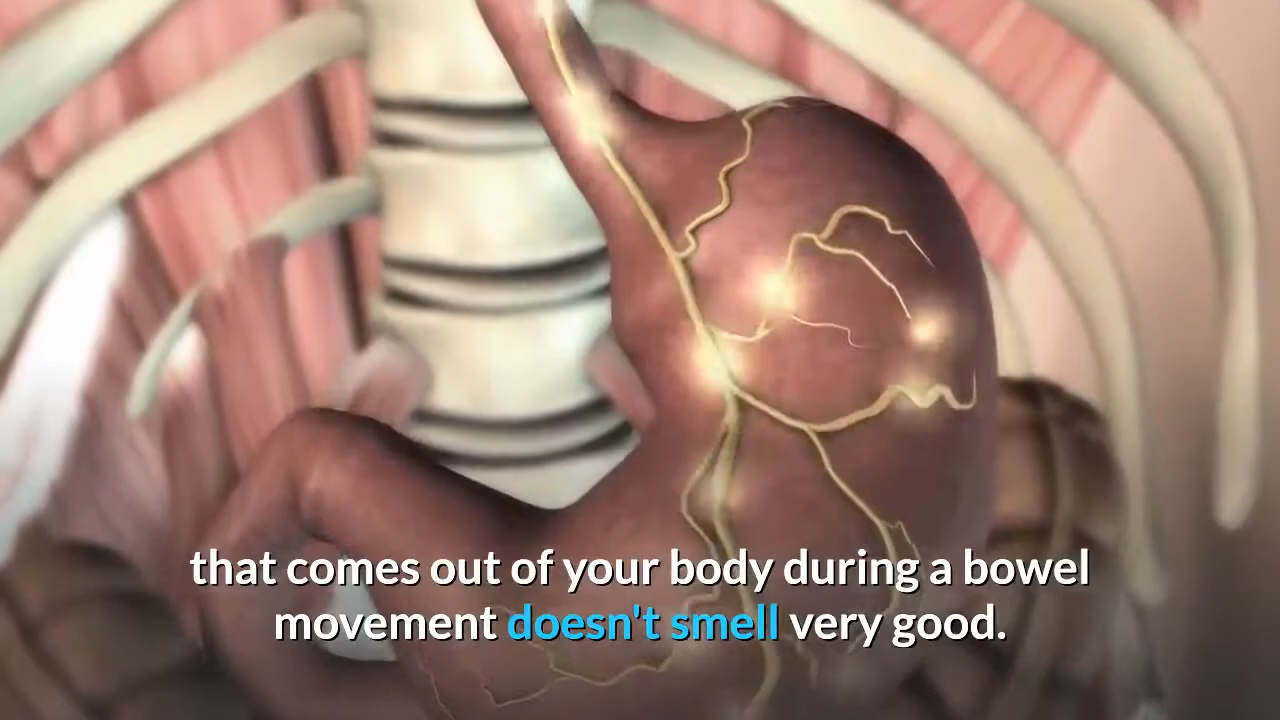 that comes out of your body during a bowel
movement doesn't smell very good.